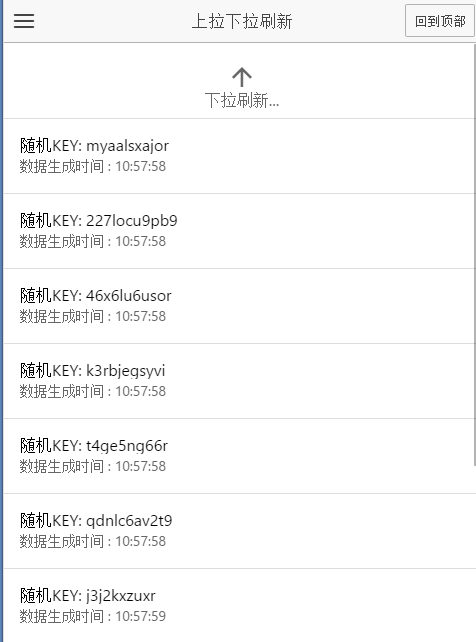 上拉下拉刷新
回到顶部
下拉刷新...
随机KEY: myaalsxajor
数据生成时间 : 10:57:58
随机KEY: 227locu9pb9
数据生成时间 : 10:57:58
随机KEY: 46x6lu6usor
数据生成时间 : 10:57:58
随机KEY: k3rbjegsyvi
数据生成时间 : 10:57:58
随机KEY: t4ge5ng66r
数据生成时间 : 10:57:58
随机KEY: qdnlc6av2t9
数据生成时间 : 10:57:58
随机KEY: j3j2kxzuxr
数据生成时间 : 10:57:59